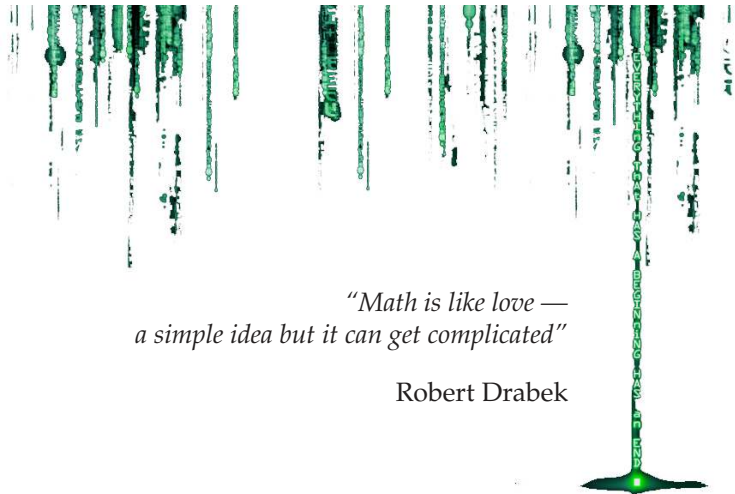 “Math is like love —
a simple idea but it can get complicated”
Robert Drabek
EVERYTHING THAT HAS A BEGINNING HAS an END